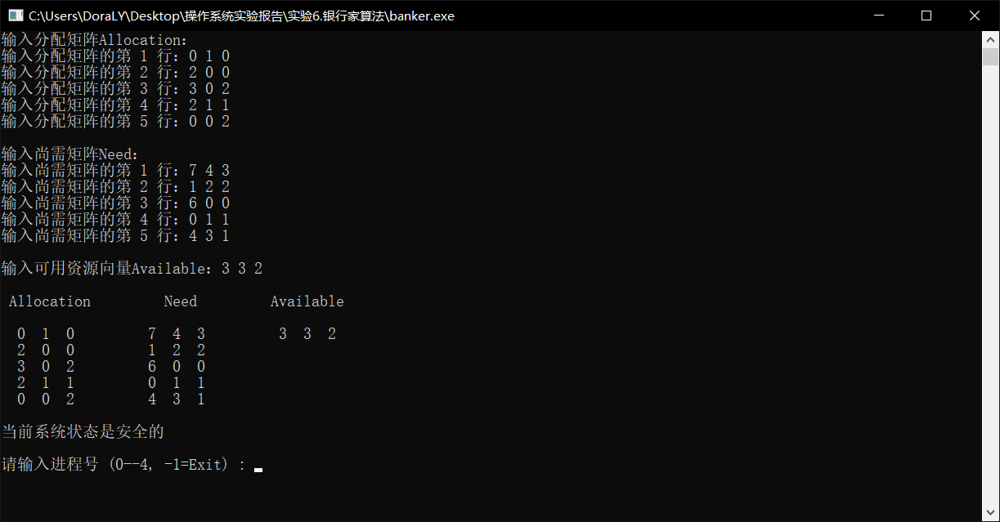 C:\Users\DoraLY\Desktop\操作系统实验报告\实验6.银行家算法\banker.exe
输入分配矩阵Allocation：
输入分配矩阵的第 1 行：0 1 0
输入分配矩阵的第 2 行：2 0 0
输入分配矩阵的第 3 行：3 0 2
输入分配矩阵的第 4 行：2 1 1
输入分配矩阵的第 5 行：0 0 2
输入尚需矩阵Need：
输入尚需矩阵的第 1 行：7 4 3
输入尚需矩阵的第 2 行：1 2 2
输入尚需矩阵的第 3 行：6 0 0
输入尚需矩阵的第 4 行：0 1 1
输入尚需矩阵的第 5 行：4 3 1
输入可用资源向量Available：3 3 2
Allocation Need Available
0 1 0 7 4 3 3 3 2
2 0 0 1 2 2
3 0 2 6 0 0
2 1 1 0 1 1
0 0 2 4 3 1
当前系统状态是安全的
请输入进程号 (0--4, -1=Exit) :